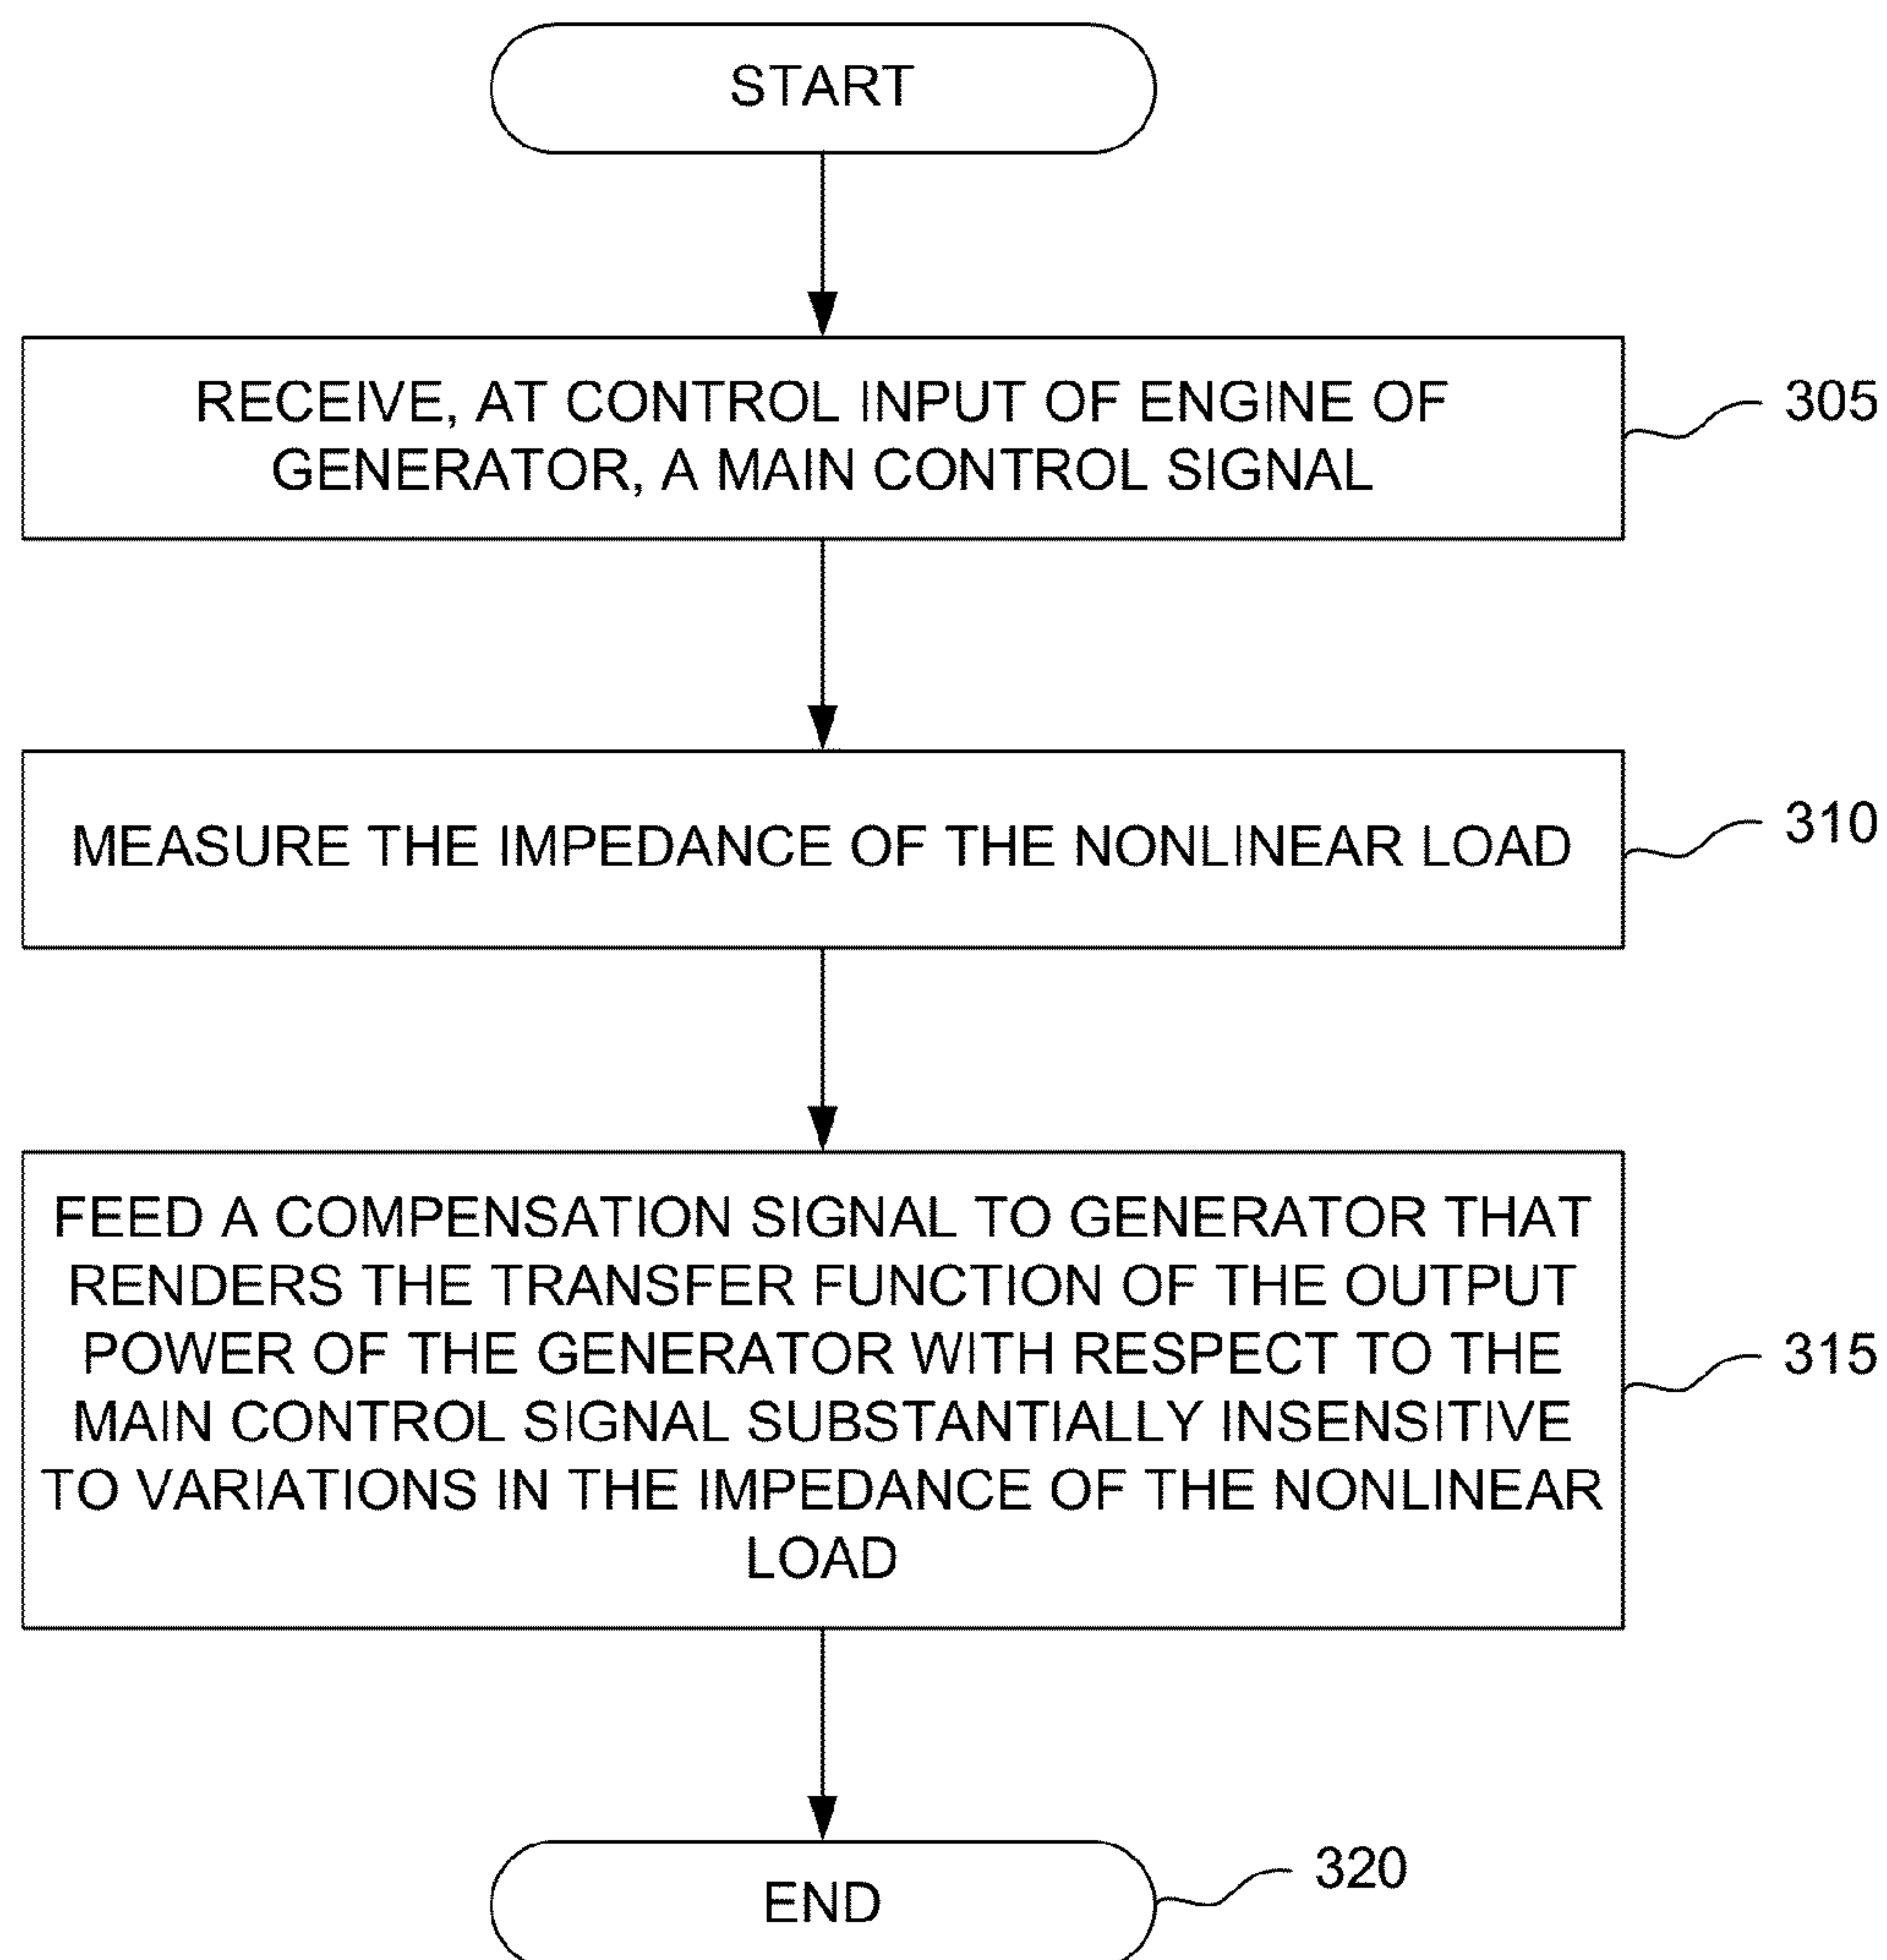 START
RECEIVE, AT CONTROL INPUT OF ENGINE OF
GENERATOR, A MAIN CONTROL SIGNAL
305
MEASURE THE IMPEDANCE OF THE NONLINEAR LOAD
310
FEED A COMPENSATION SIGNAL TO GENERATOR THAT
RENDERS THE TRANSFER FUNCTION OF THE OUTPUT
POWER OF THE GENERATOR WITH RESPECT TO THE
MAIN CONTROL SIGNAL SUBSTANTIALLY INSENSITIVE
TO VARIATIONS IN THE IMPEDANCE OF THE NONLINEAR
LOAD
315
END
320